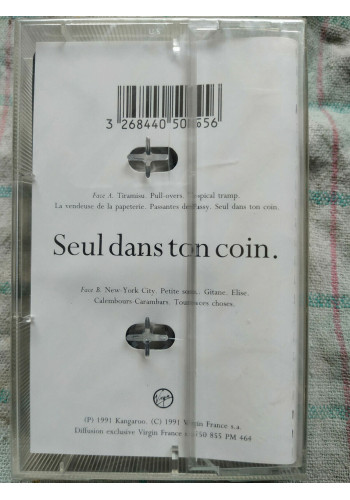 3 268440 50 656
Face A. Tiramisu. Pull-overs. Tropical tramp.
La vendeuse de la papeterie. Passantes de Passy. Seul dans ton coin.
Seul dans ton coin.
Face B. New York City. Petite Gitane. Elise.
Calembours Carambars. Toutes ces choses.
Virgin
(P) 1991 Kangaroo. (C) 1991 Virgin France s.a.
Diffusion exclusive Virgin France 50 855 PM 464